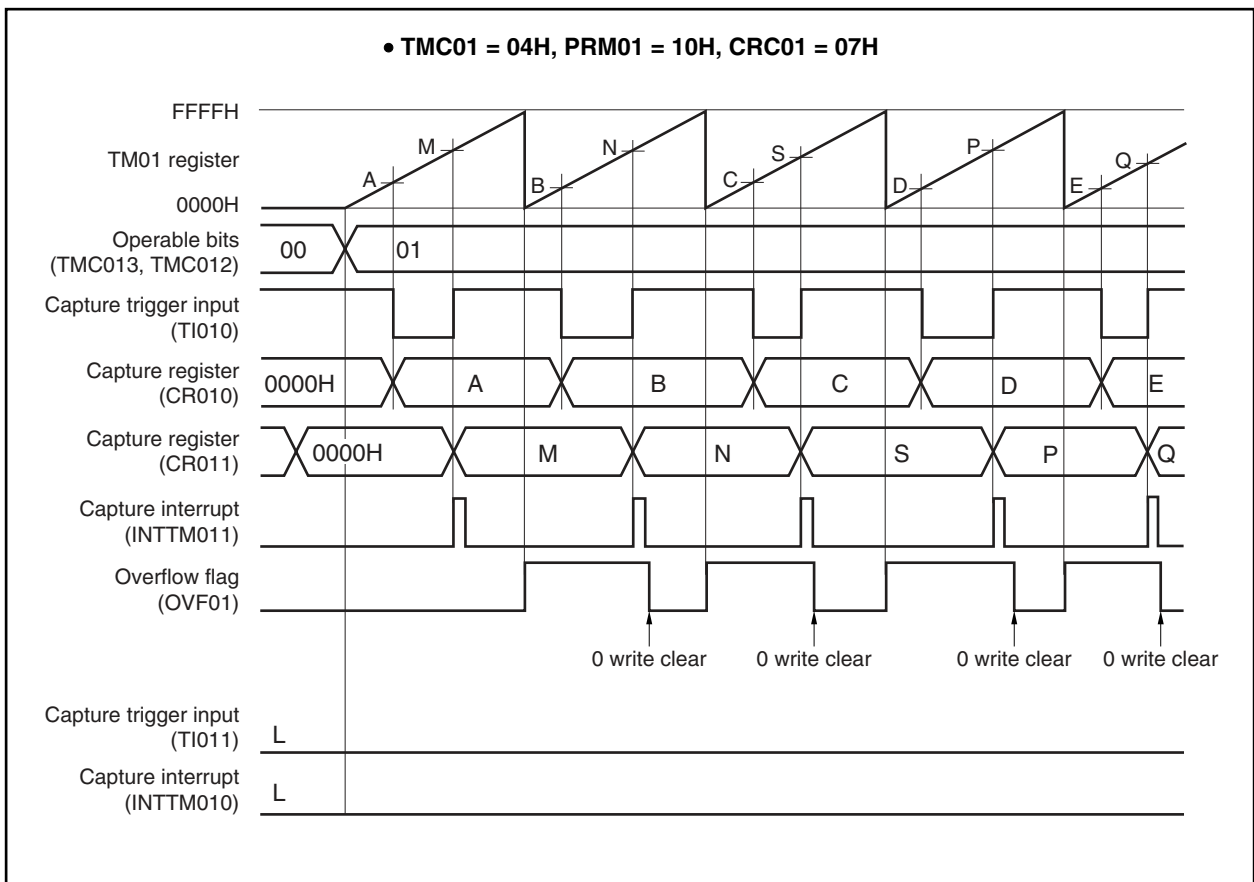 • TMC01 = 04H, PRM01 = 10H, CRC01 = 07H
FFFFH
TM01 register
0000H
A
M
B
N
C
S
D
P
E
Q
Operable bits
(TMC013, TMC012)
00
01
Capture trigger input
(TI010)
Capture register
(CR010)
0000H
A
B
C
D
E
Capture register
(CR011)
0000H
M
N
S
P
Q
Capture interrupt
(INTTM011)
Overflow flag
(OVF01)
0 write clear
0 write clear
0 write clear
0 write clear
Capture trigger input
(TI011)
L
Capture interrupt
(INTTM010)
L